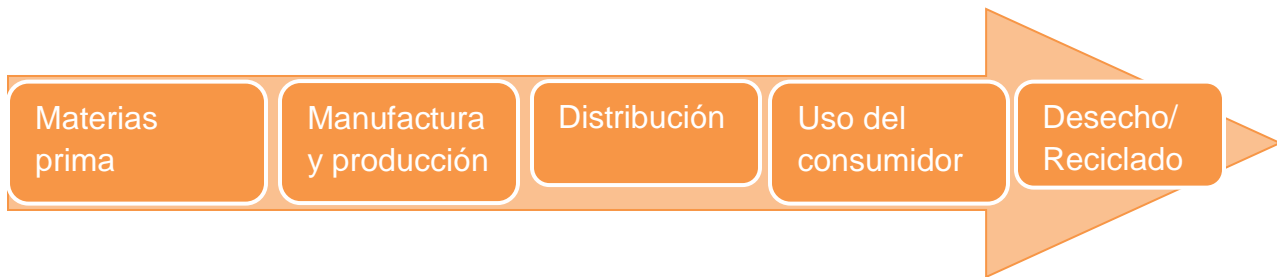 Materias
prima
Manufactura
y producción
Distribución
Uso del
consumidor
Desecho/
Reciclado